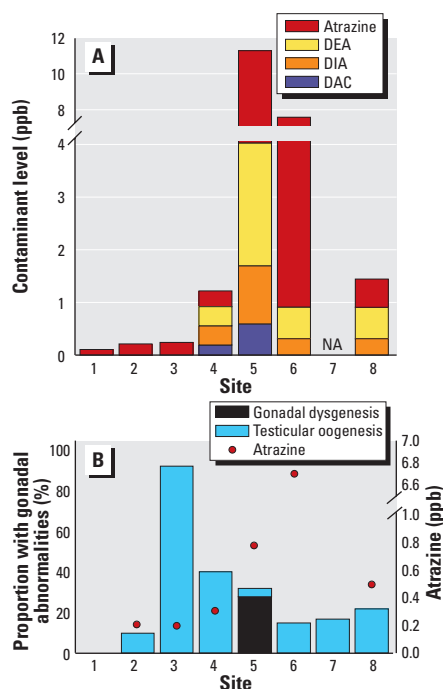 A
Atrazine
DEA
DIA
DAC
Contaminant level (ppb)
12
10
8
4
3
2
1
0
NA
1 2 3 4 5 6 7 8
Site
B
Gonadal dysgenesis
Testicular oogenesis
Atrazine
Proportion with gonadal
abnormalities (%)
100
80
60
40
20
0
7.0
6.8
6.6
1.0
0.8
0.6
0.4
0.2
0.0
Atrazine (ppb)
1 2 3 4 5 6 7 8
Site